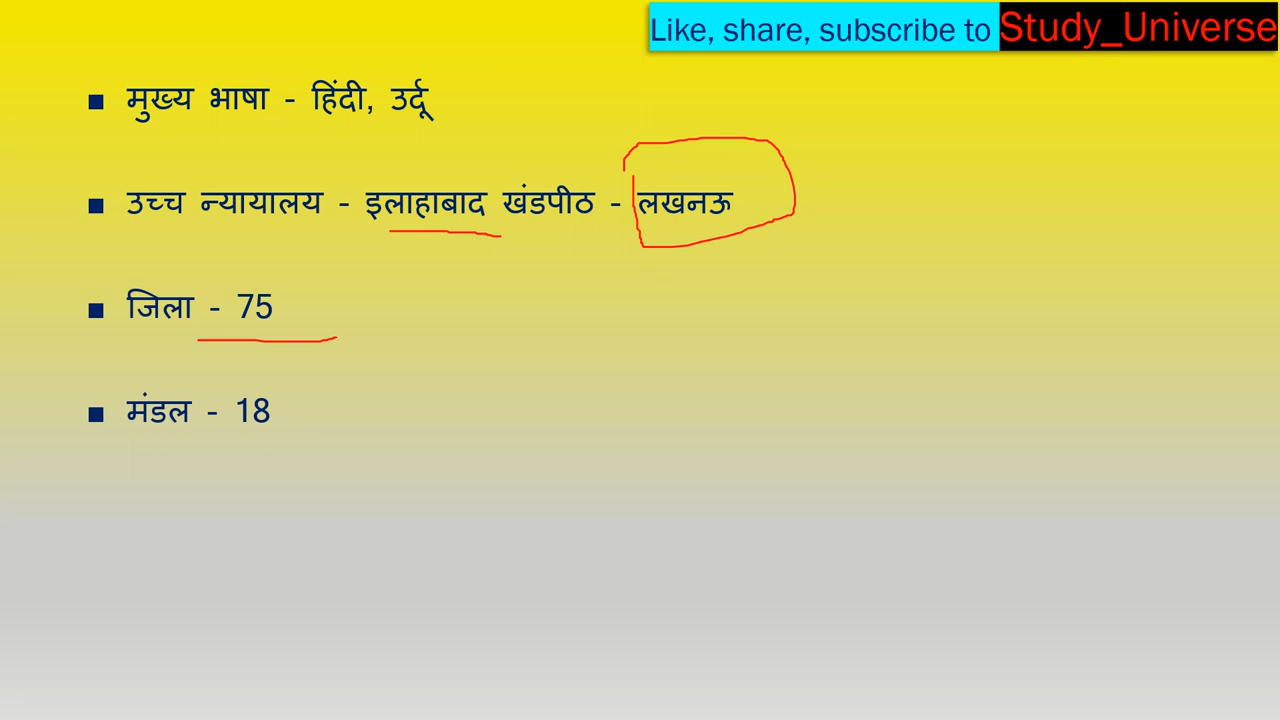 Like, share, subscribe to Study_Universe
▪ मुख्य भाषा - हिंदी, उर्दू
▪ उच्च न्यायालय - इलाहाबाद खंडपीठ - लखनऊ
▪ जिला - 75
▪ मंडल - 18